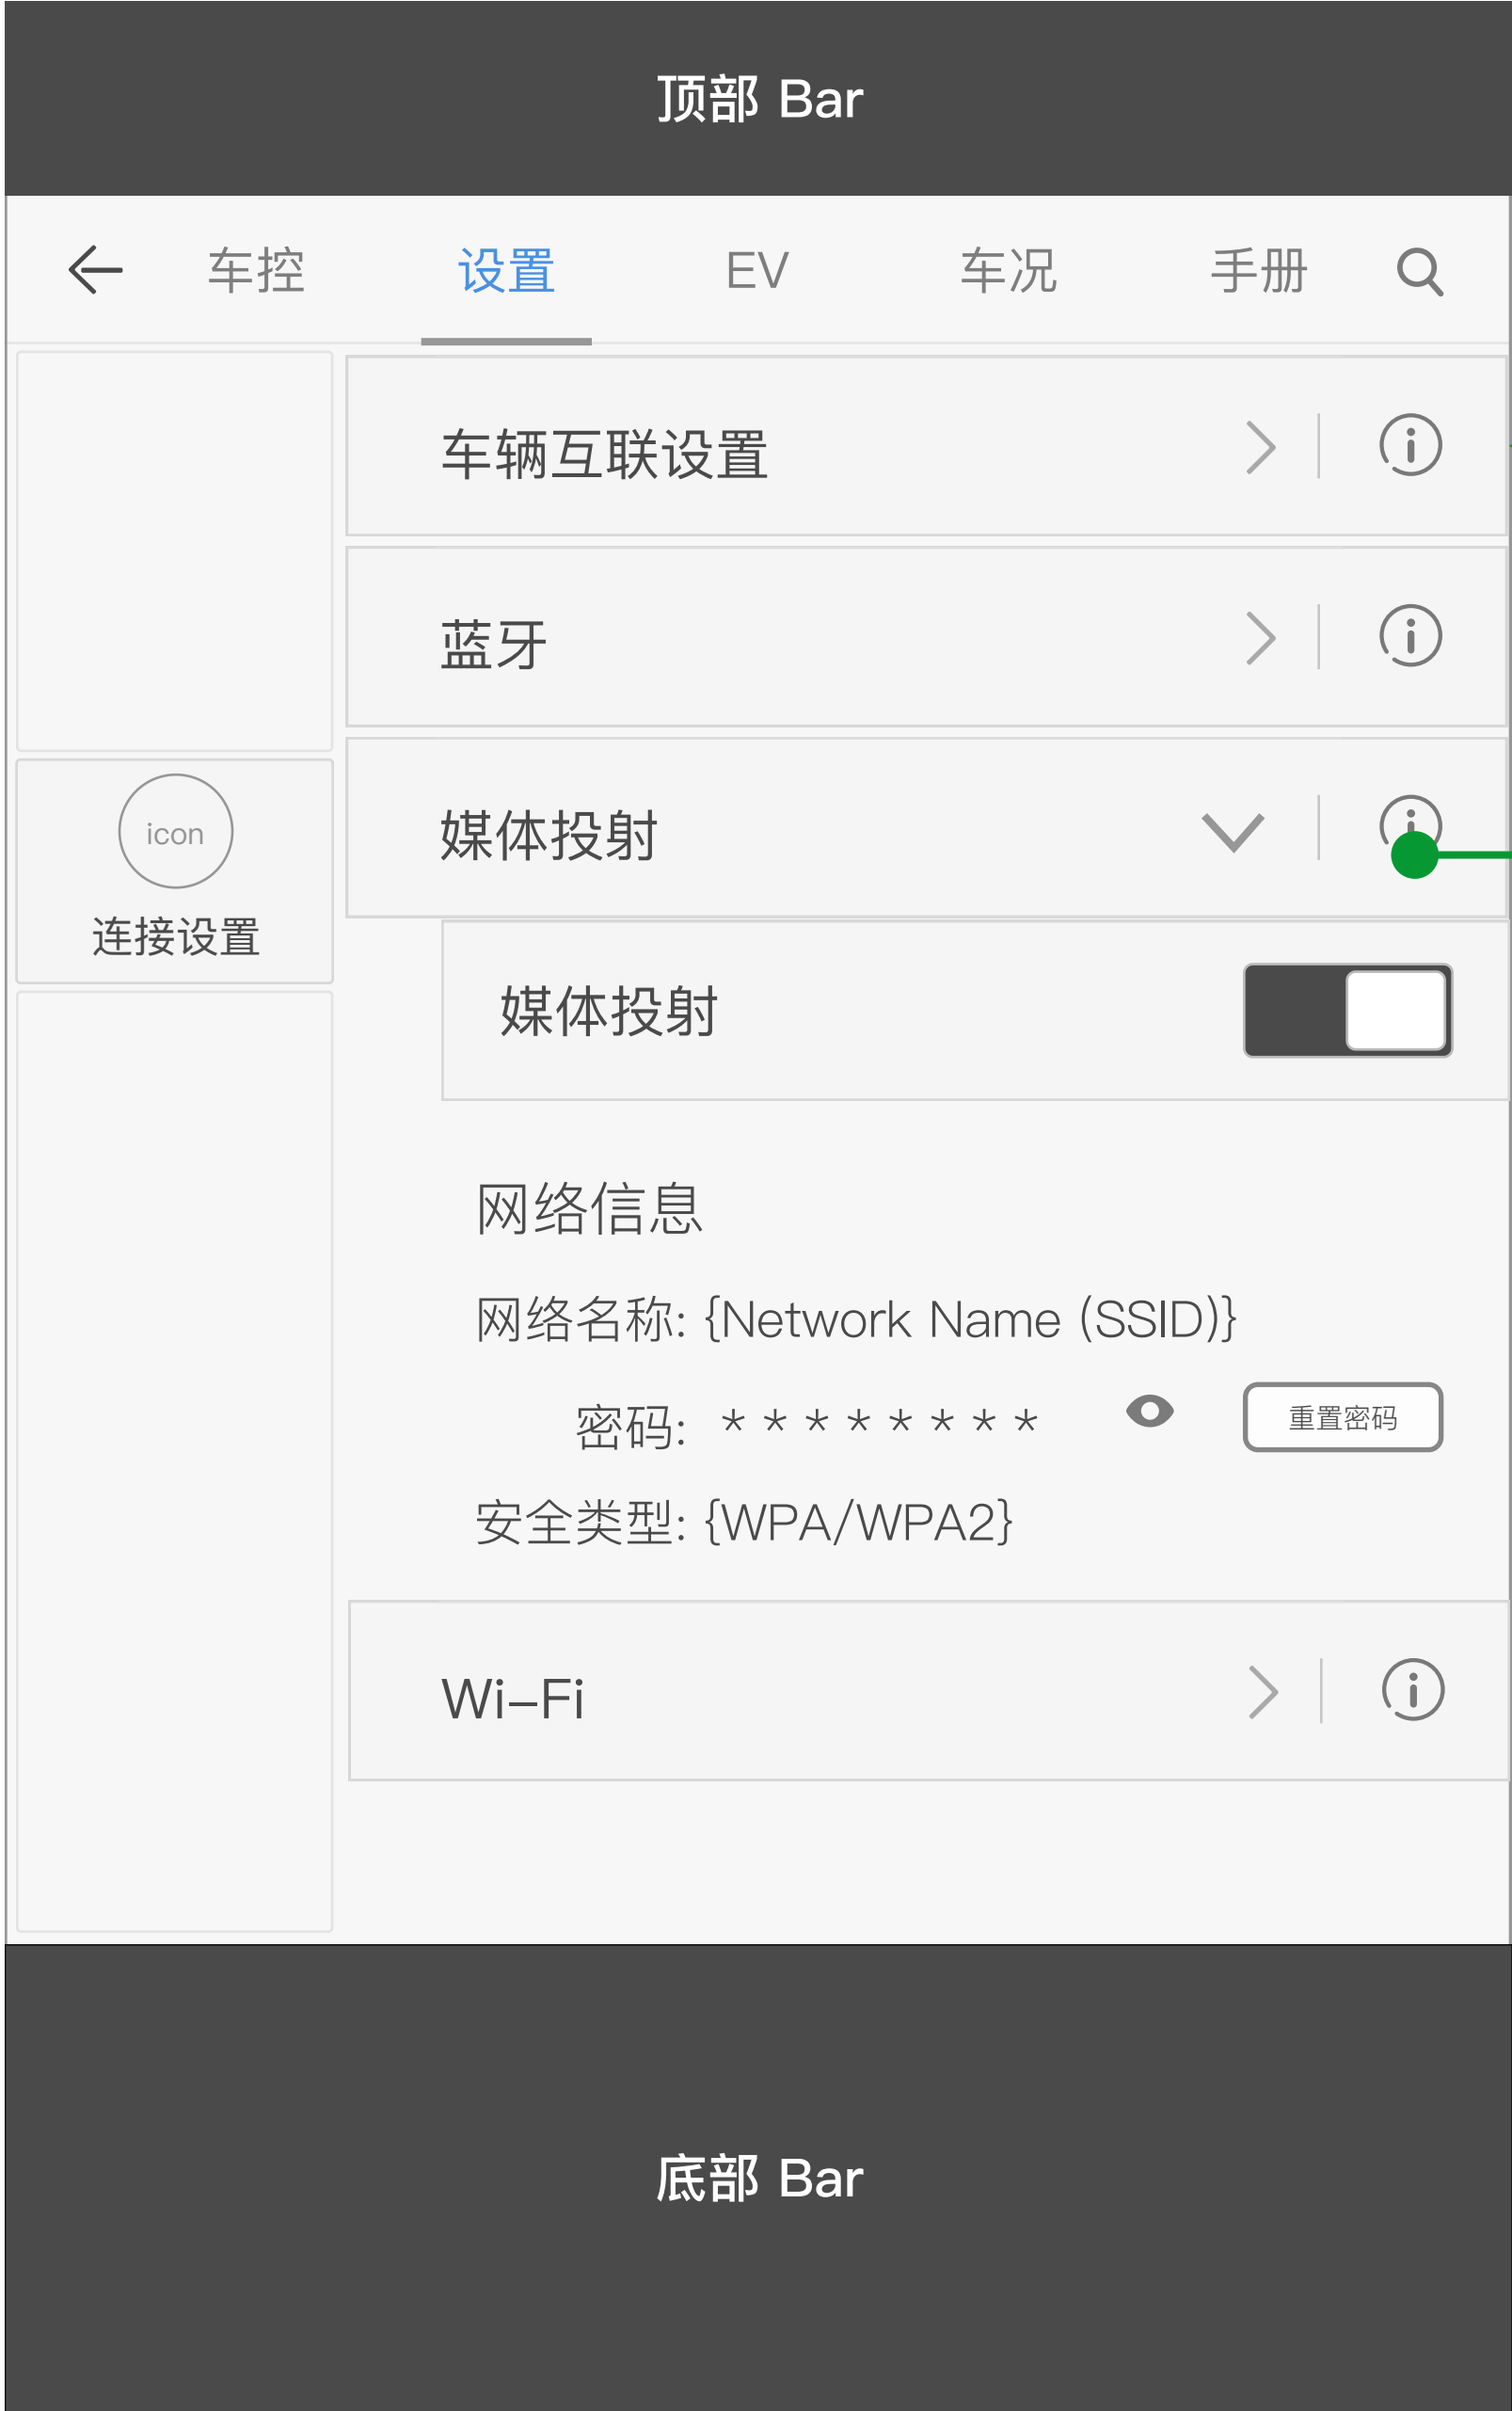 顶部 Bar
车控 设置 EV 车况 手册
车辆互联设置
蓝牙
媒体投射
icon
连接设置
媒体投射
网络信息
网络名称: {Network Name (SSID)}
密码: * * * * * * * * 重置密码
安全类型: {WPA/WPA2}
Wi-Fi
底部 Bar